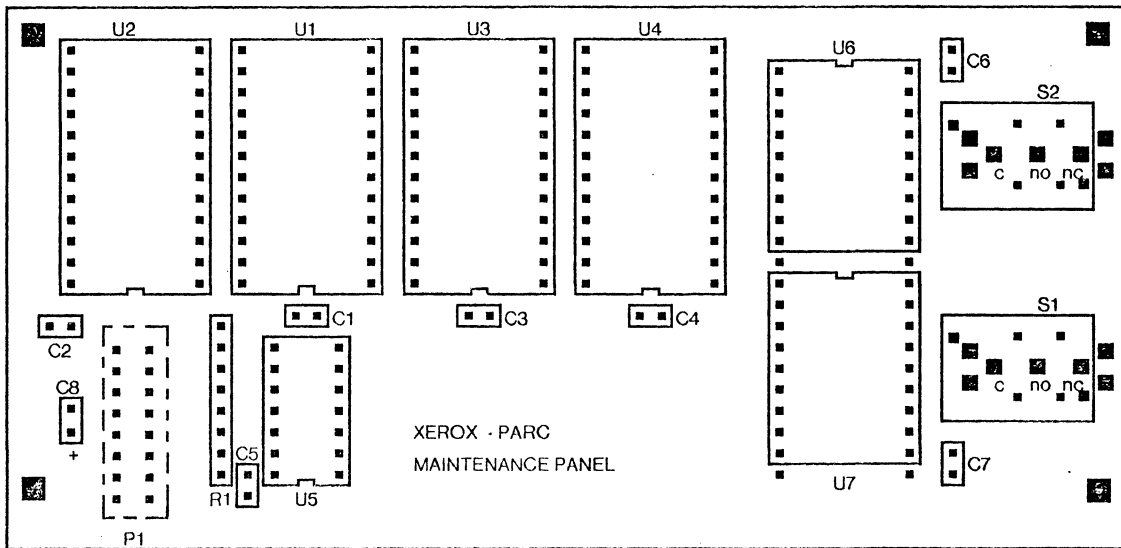 U2
U1
U3
U4
U6
C6
S2
c no nc
C1
C3
C4
S1
C2
c no nc
C8
+
XEROX - PARC
C5
MAINTENANCE PANEL
C7
R1
U5
U7
P1